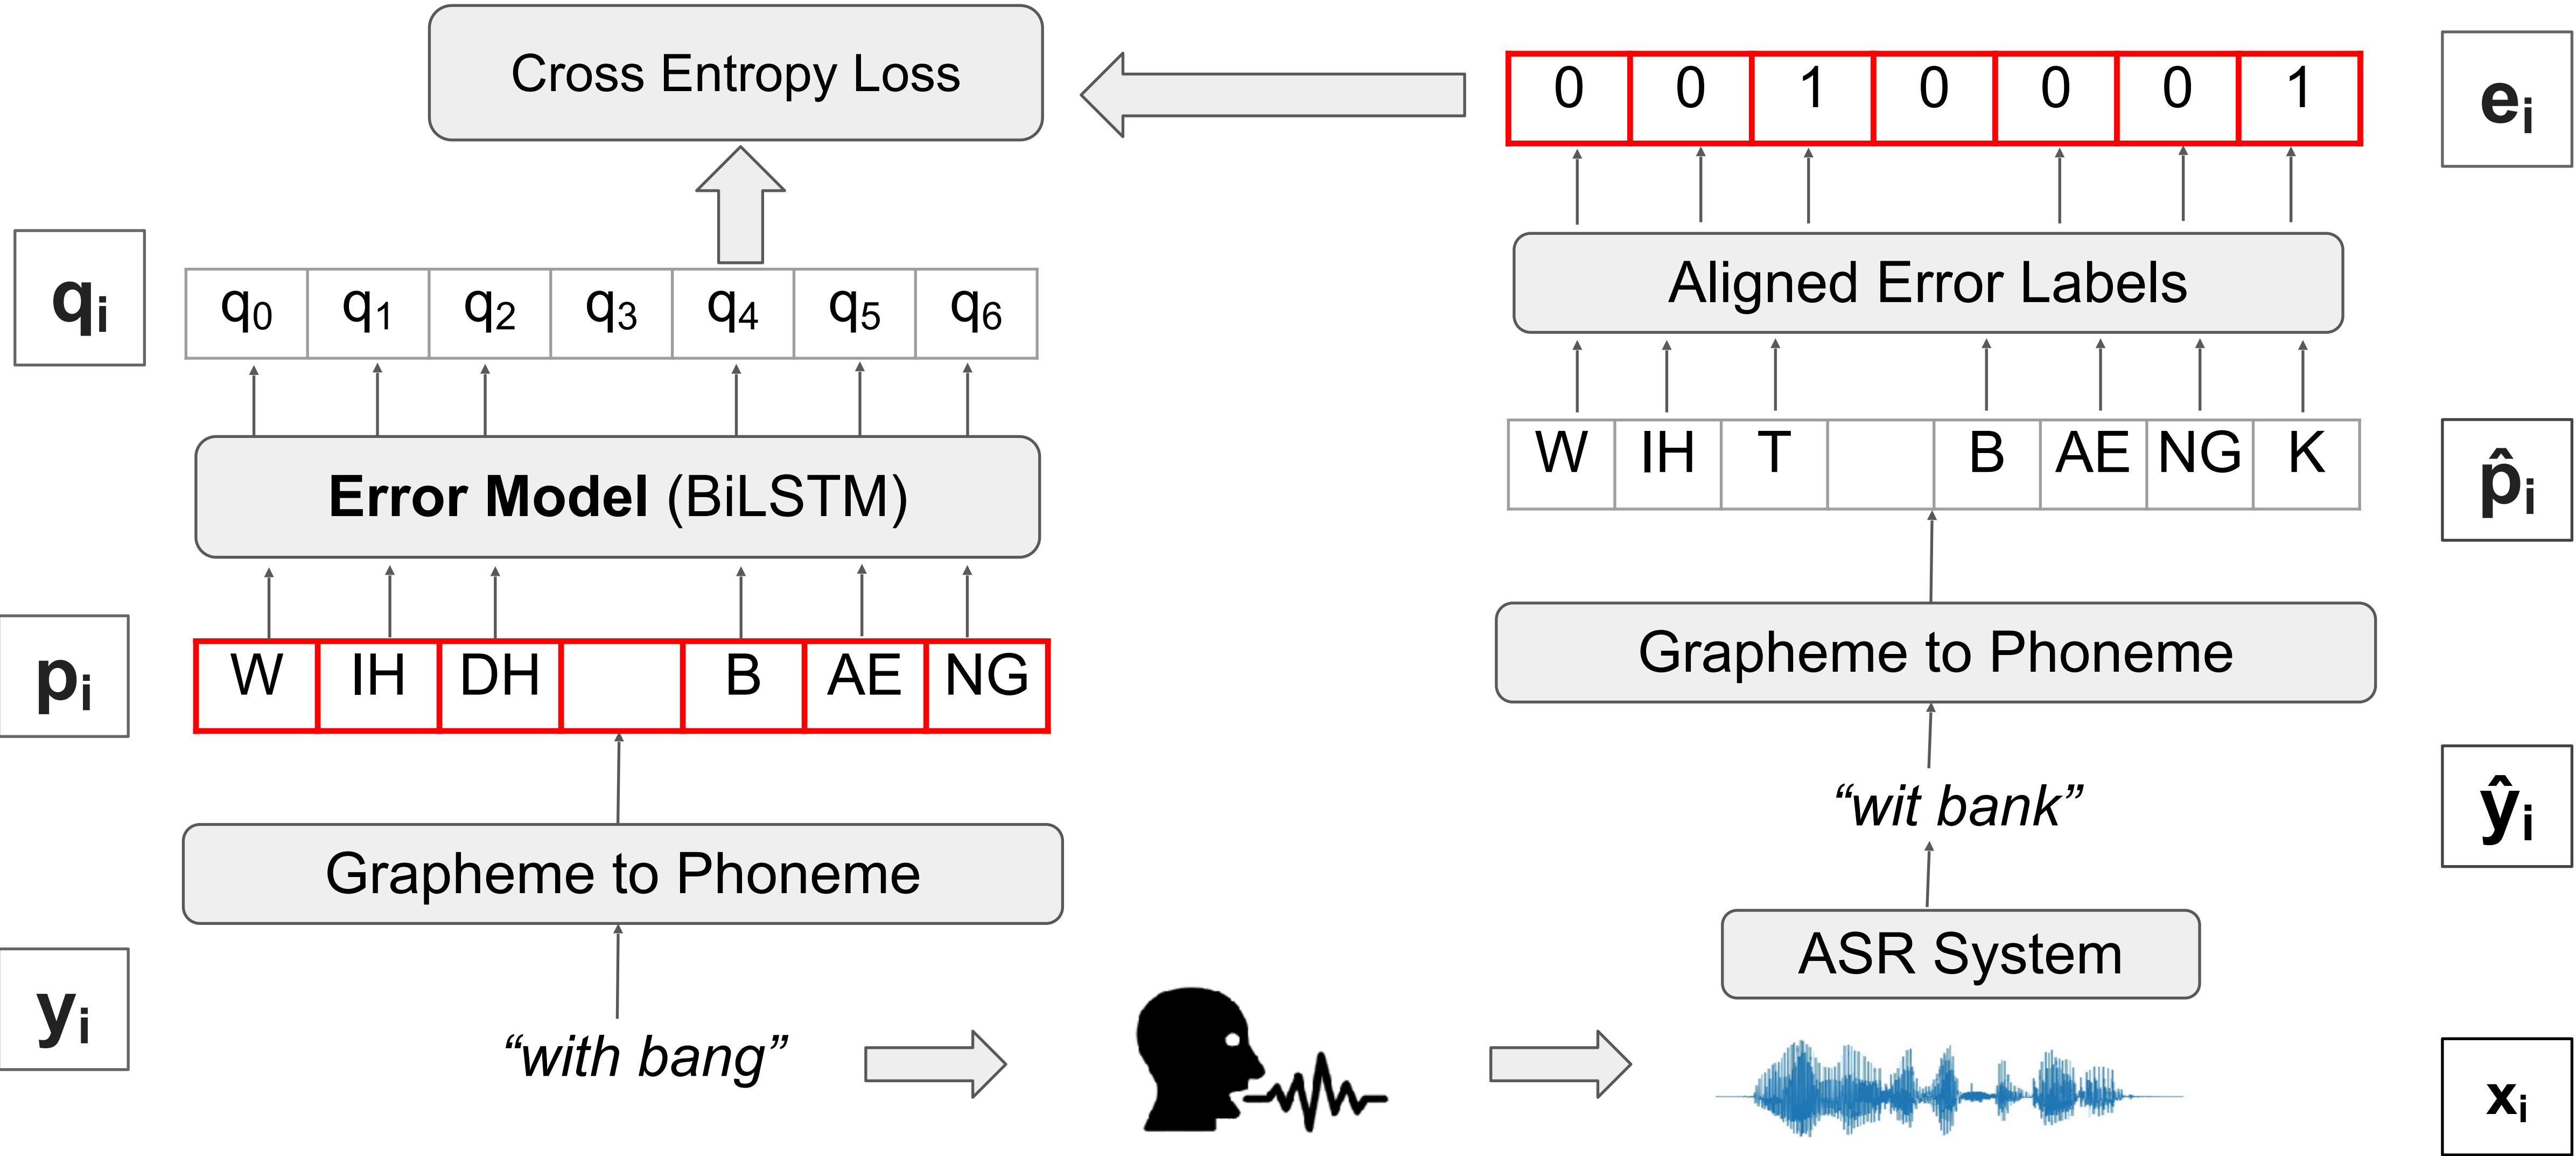 Cross Entropy Loss
0 0 1 0 0 0 1
eᵢ
qᵢ
q₀ q₁ q₂ q₃ q₄ q₅ q₆
Aligned Error Labels
Error Model (BiLSTM)
W IH T B AE NG K
p̂ᵢ
pᵢ
W IH DH B AE NG
Grapheme to Phoneme
Grapheme to Phoneme
“wit bank”
ŷᵢ
ASR System
yᵢ
“with bang”
xᵢ